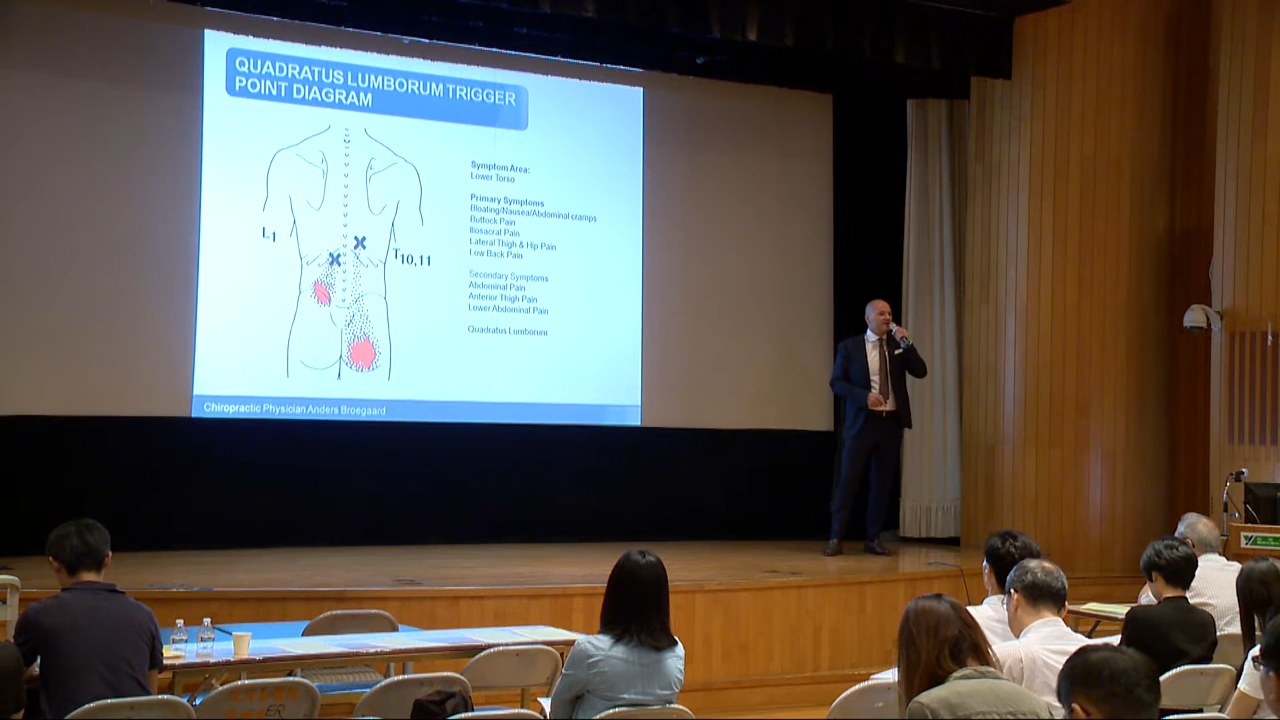 QUADRATUS LUMBORUM TRIGGER
POINT DIAGRAM
L1
T10,11
Symptom Area:
Lower Torso
Primary Symptoms
Bloating/Nausea/Abdominal cramps
Buttock Pain
Iliosacral Pain
Lateral Thigh & Hip Pain
Low Back Pain
Secondary Symptoms
Abdominal Pain
Anterior Thigh Pain
Lower Abdominal Pain
Quadratus Lumborum
Chiropractic Physician Anders Broegaard